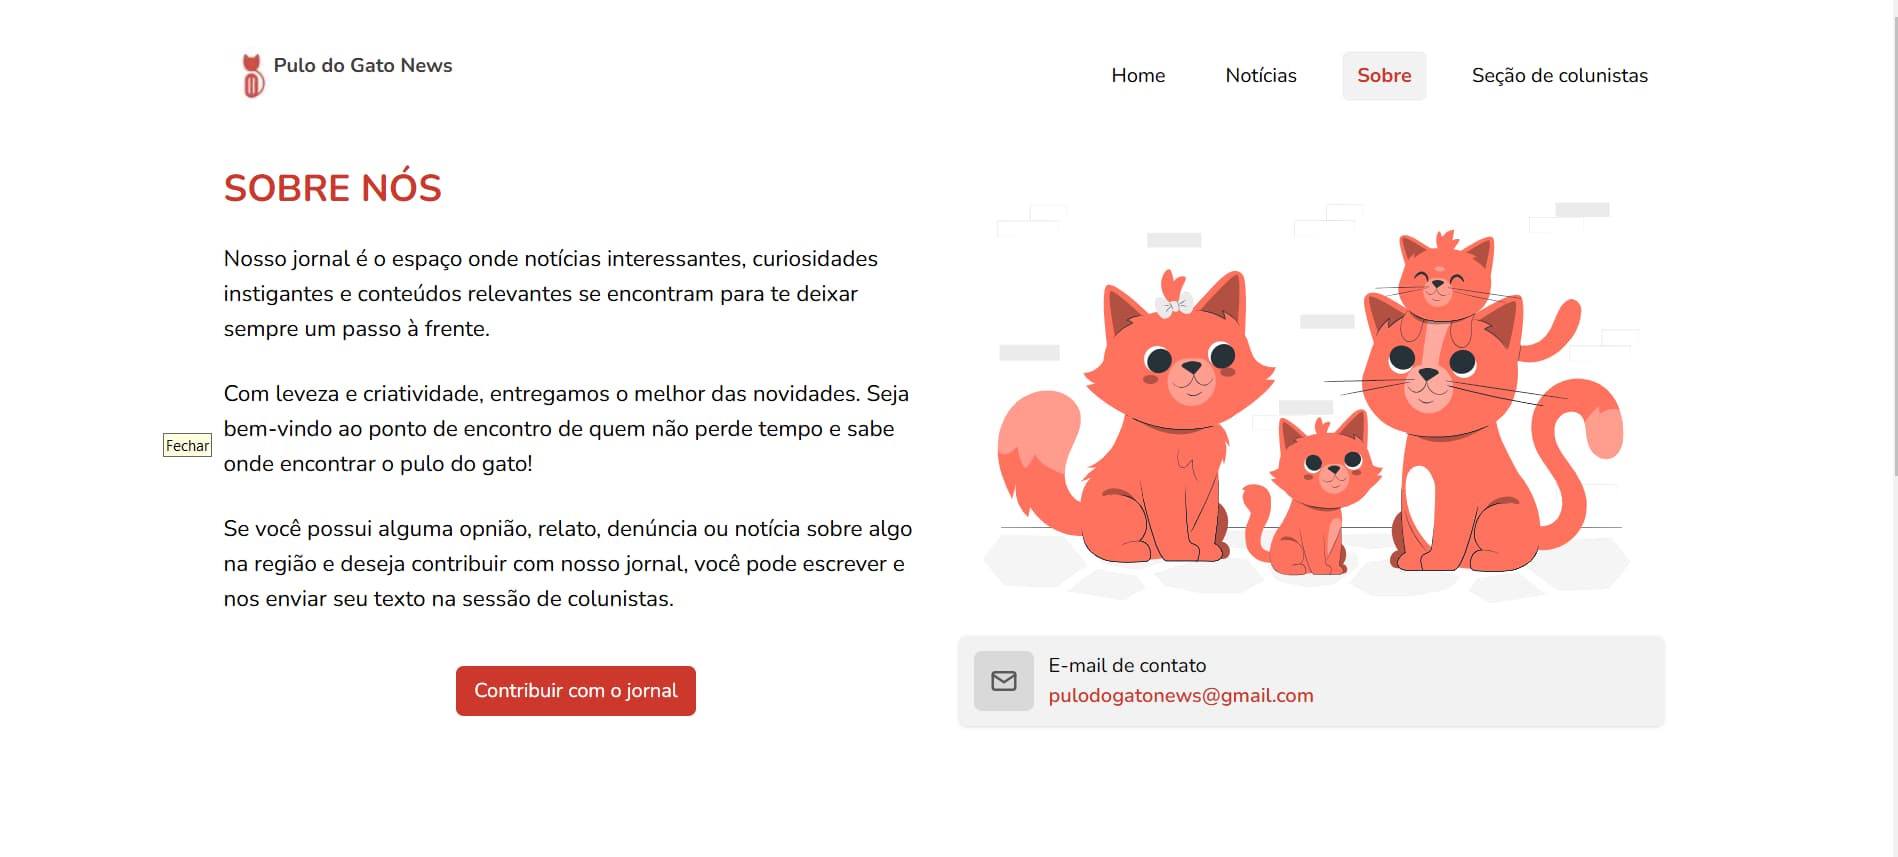 Pulo do Gato News
Home
Notícias
Sobre
Seção de colunistas
SOBRE NÓS
Nosso jornal é o espaço onde notícias interessantes, curiosidades
instigantes e conteúdos relevantes se encontram para te deixar
sempre um passo à frente.
Com leveza e criatividade, entregamos o melhor das novidades. Seja
bem-vindo ao ponto de encontro de quem não perde tempo e sabe
onde encontrar o pulo do gato!
Fechar
Se você possui alguma opnião, relato, denúncia ou notícia sobre algo
na região e deseja contribuir com nosso jornal, você pode escrever e
nos enviar seu texto na sessão de colunistas.
Contribuir com o jornal
E-mail de contato
pulodogatonews@gmail.com